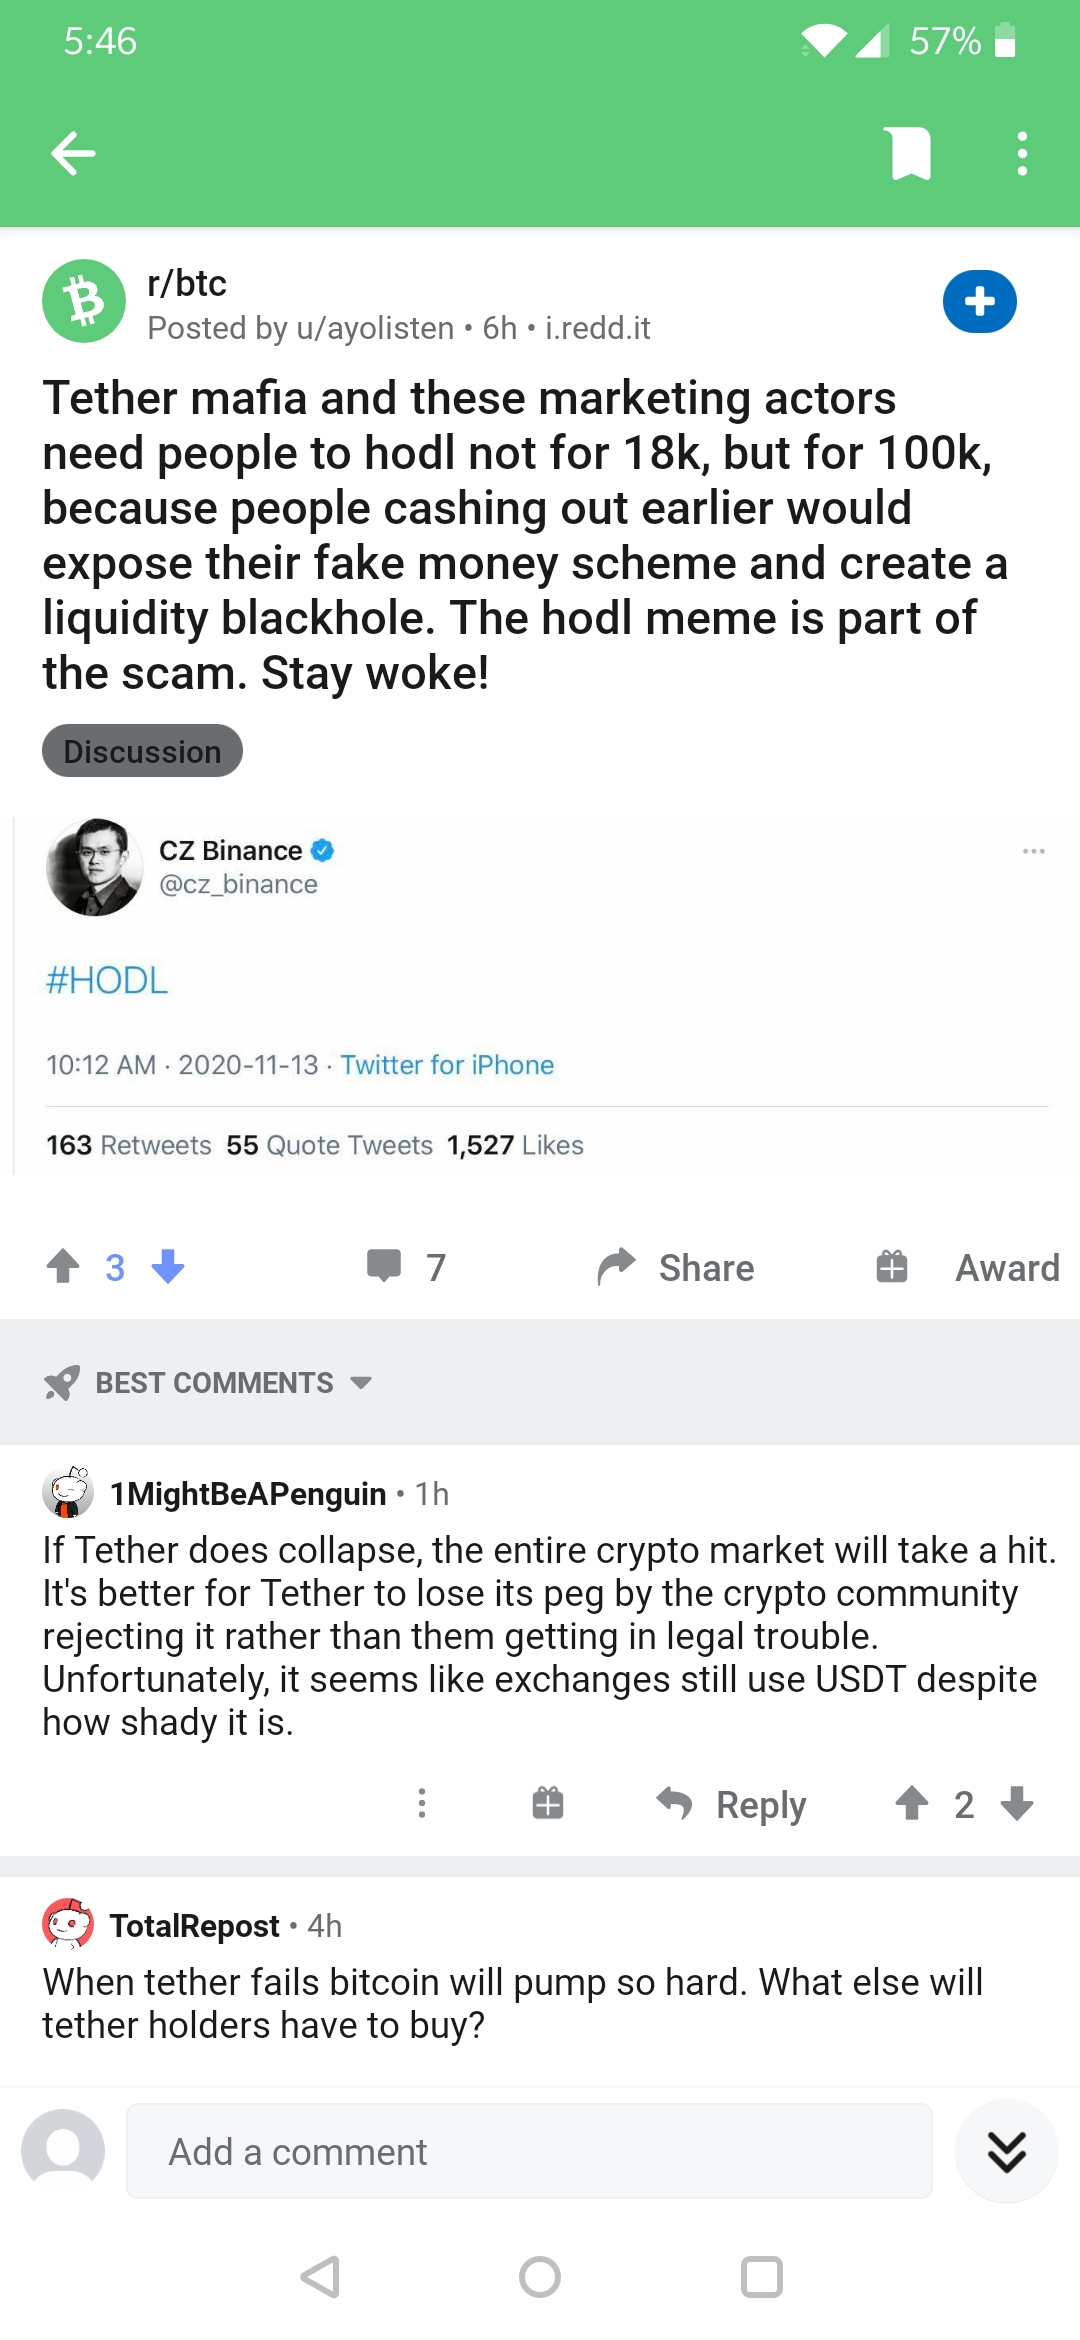 5:46
57%
r/btc
Posted by u/ayolisten • 6h • i.redd.it
Tether mafia and these marketing actors
need people to hodl not for 18k, but for 100k,
because people cashing out earlier would
expose their fake money scheme and create a
liquidity blackhole. The hodl meme is part of
the scam. Stay woke!
Discussion
CZ Binance
@cz_binance
#HODL
10:12 AM · 2020-11-13 · Twitter for iPhone
163 Retweets 55 Quote Tweets 1,527 Likes
3 7 Share Award
BEST COMMENTS
1MightBeAPenguin • 1h
If Tether does collapse, the entire crypto market will take a hit.
It's better for Tether to lose its peg by the crypto community
rejecting it rather than them getting in legal trouble.
Unfortunately, it seems like exchanges still use USDT despite
how shady it is.
Reply 2
TotalRepost • 4h
When tether fails bitcoin will pump so hard. What else will
tether holders have to buy?
Add a comment